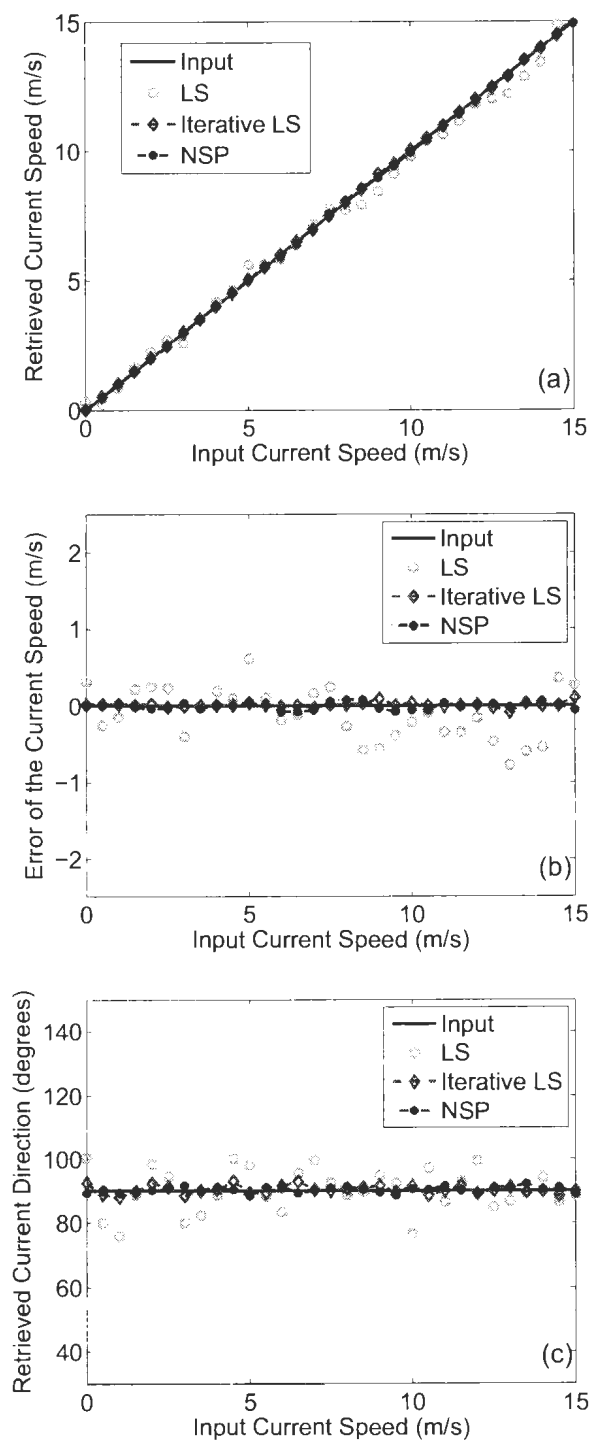 Retrieved Current Speed (m/s)
15
10
5
0
Input
LS
Iterative LS
NSP
(a)
0 5 10 15
Input Current Speed (m/s)
Error of the Current Speed (m/s)
2
1
0
−1
−2
Input
LS
Iterative LS
NSP
(b)
0 5 10 15
Input Current Speed (m/s)
Retrieved Current Direction (degrees)
140
120
100
80
60
40
Input
LS
Iterative LS
NSP
(c)
0 5 10 15
Input Current Speed (m/s)